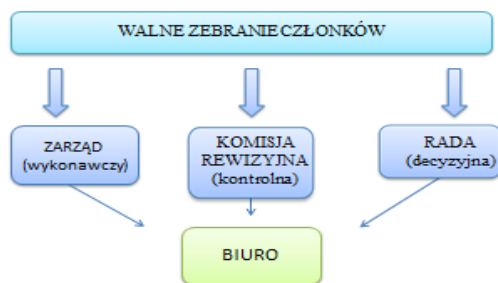 WALNE ZEBRANIE CZŁONKÓW
ZARZĄD
(wykonawczy)
KOMISJA
REWIZYJNA
(kontrolna)
RADA
(decyzyjna)
BIURO